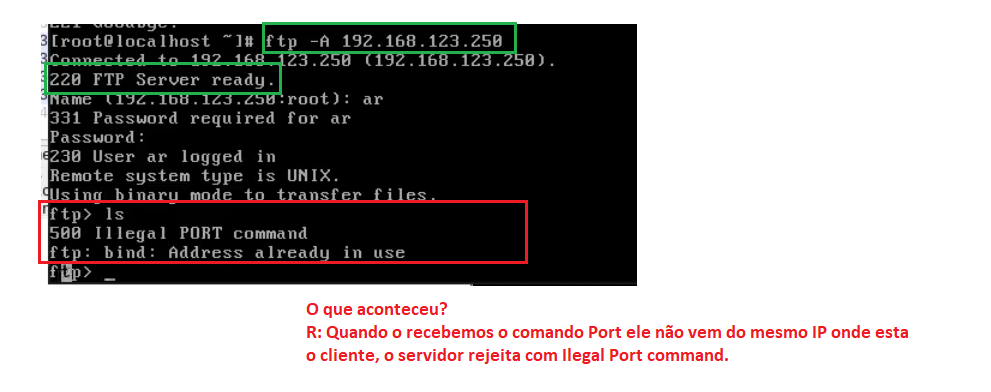 221 Goodbye.
[root@localhost ~]# ftp -A 192.168.123.250
Connected to 192.168.123.250 (192.168.123.250).
220 FTP Server ready.
Name (192.168.123.250:root): ar
331 Password required for ar
Password:
230 User ar logged in
Remote system type is UNIX.
Using binary mode to transfer files.
ftp> ls
500 Illegal PORT command
ftp: bind: Address already in use
ftp> _
O que aconteceu?
R: Quando o recebemos o comando Port ele não vem do mesmo IP onde esta
o cliente, o servidor rejeita com Ilegal Port command.